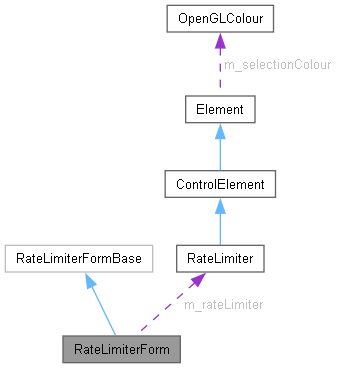 OpenGLColour
m_selectionColour
Element
ControlElement
RateLimiterFormBase
RateLimiter
m_rateLimiter
RateLimiterForm